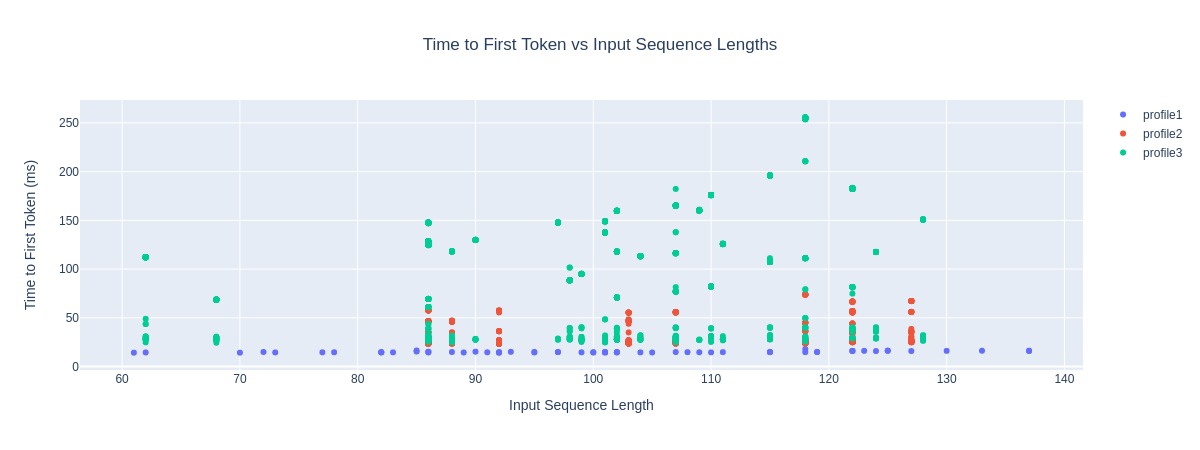 Time to First Token vs Input Sequence Lengths
250
200
150
100
50
0
Time to First Token (ms)
60 70 80 90 100 110 120 130 140
Input Sequence Length
profile1
profile2
profile3